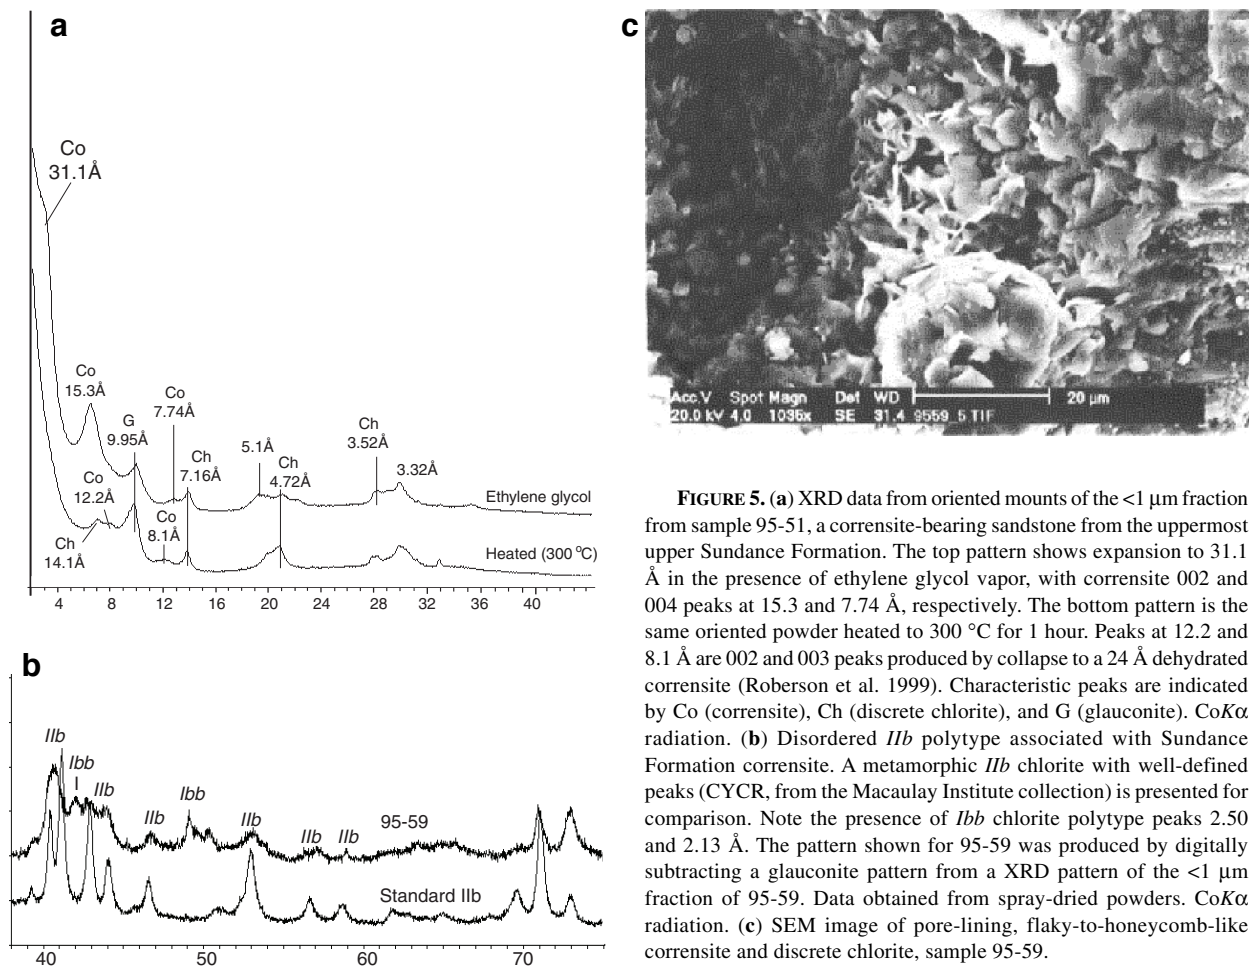 a
Co
31.1Å
Co
15.3Å
G
9.95Å
Co
7.74Å
Ch
7.16Å
5.1Å
Ch
4.72Å
Ch
3.52Å
3.32Å
Ethylene glycol
Co
12.2Å
Ch
14.1Å
Co
8.1Å
Heated (300 °C)
4 8 12 16 20 24 28 32 36 40
b
IIb
Ibb
IIb
IIb
Ibb
IIb
IIb
IIb
95-59
Standard IIb
40 50 60 70
c
Acc.V Spot Magn Det WD 20 µm
20.0 kV 4.0 1036x SE 31.4 9559_5.TIF
FIGURE 5. (a) XRD data from oriented mounts of the <1 µm fraction
from sample 95-51, a corrensite-bearing sandstone from the uppermost
upper Sundance Formation. The top pattern shows expansion to 31.1
Å in the presence of ethylene glycol vapor, with corrensite 002 and
004 peaks at 15.3 and 7.74 Å, respectively. The bottom pattern is the
same oriented powder heated to 300 °C for 1 hour. Peaks at 12.2 and
8.1 Å are 002 and 003 peaks produced by collapse to a 24 Å dehydrated
corrensite (Roberson et al. 1999). Characteristic peaks are indicated
by Co (corrensite), Ch (discrete chlorite), and G (glauconite). CoKα
radiation. (b) Disordered IIb polytype associated with Sundance
Formation corrensite. A metamorphic IIb chlorite with well-defined
peaks (CYCR, from the Macaulay Institute collection) is presented for
comparison. Note the presence of Ibb chlorite polytype peaks 2.50
and 2.13 Å. The pattern shown for 95-59 was produced by digitally
subtracting a glauconite pattern from a XRD pattern of the <1 µm
fraction of 95-59. Data obtained from spray-dried powders. CoKα
radiation. (c) SEM image of pore-lining, flaky-to-honeycomb-like
corrensite and discrete chlorite, sample 95-59.